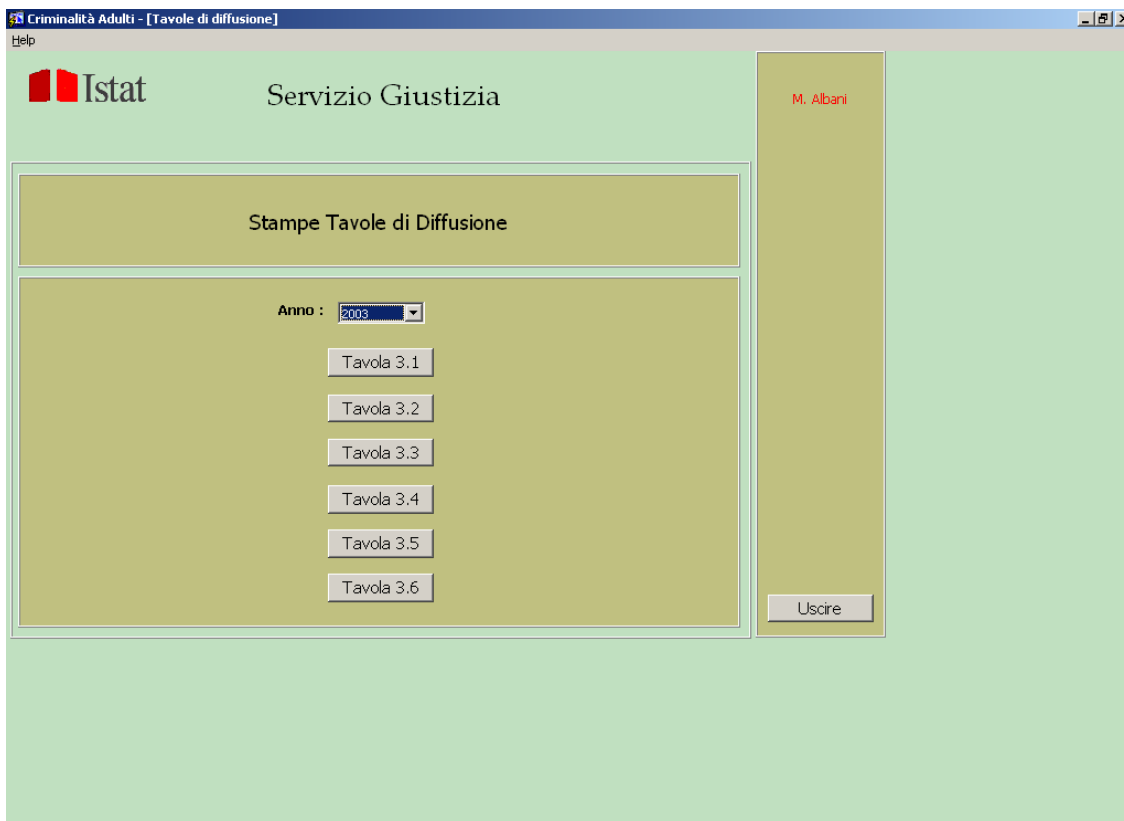 Criminalità Adulti - [Tavole di diffusione]
Help
Istat
Servizio Giustizia
M. Albani
Stampe Tavole di Diffusione
Anno : 2003
Tavola 3.1
Tavola 3.2
Tavola 3.3
Tavola 3.4
Tavola 3.5
Tavola 3.6
Uscire